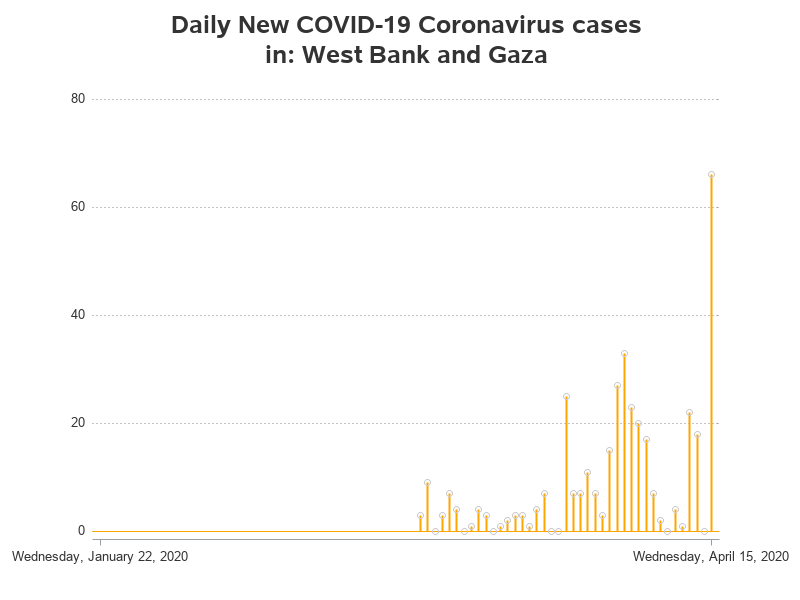 Daily New COVID-19 Coronavirus cases
in: West Bank and Gaza
80
60
40
20
0
Wednesday, January 22, 2020
Wednesday, April 15, 2020